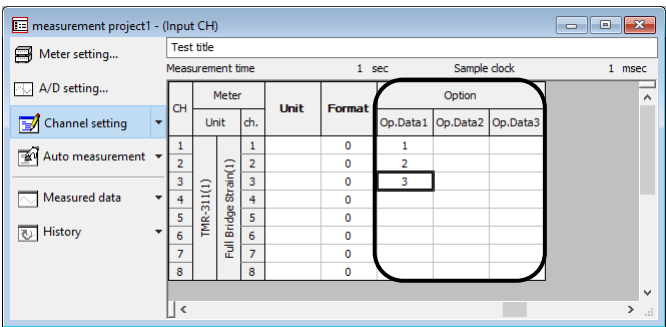 measurement project1 - (Input CH)
Meter setting...
A/D setting...
Channel setting
Auto measurement
Measured data
History
Test title
Measurement time 1 sec Sample clock 1 msec
CH Meter Unit Format Option
Unit ch. Op.Data1 Op.Data2 Op.Data3
TMR-311(1)
Full Bridge Strain(1)
1 1 0 1
2 2 0 2
3 3 0 3
4 4 0
5 5 0
6 6 0
7 7 0
8 8 0